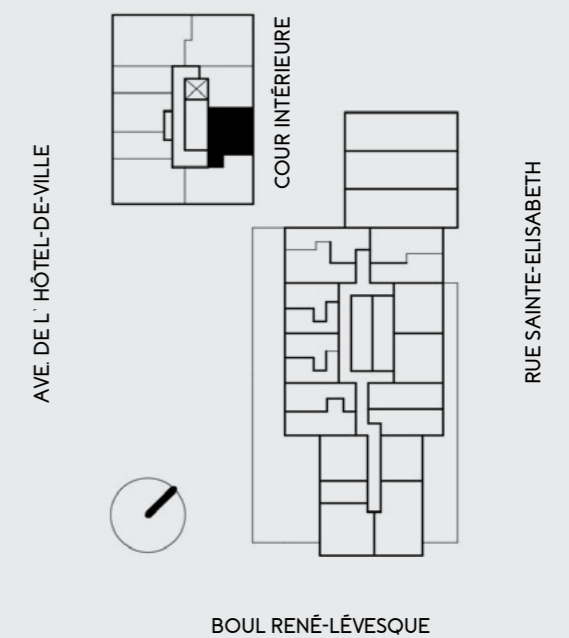 COUR INTÉRIEURE
AVE. DE L' HÔTEL-DE-VILLE
RUE SAINTE-ELISABETH
BOUL RENÉ-LÉVESQUE